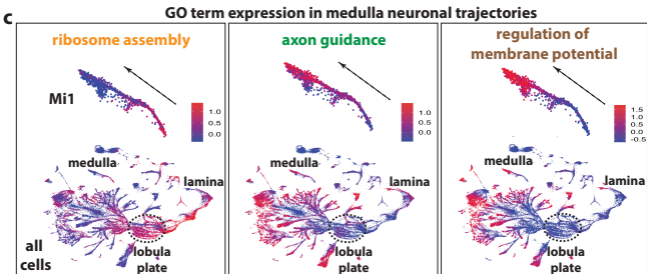 c
GO term expression in medulla neuronal trajectories
ribosome assembly
Mi1
1.0
0.5
0.0
medulla
lamina
all
cells
lobula
plate
axon guidance
1.0
0.5
0.0
medulla
lamina
lobula
plate
regulation of
membrane potential
1.5
1.0
0.5
0.0
-0.5
medulla
lamina
lobula
plate